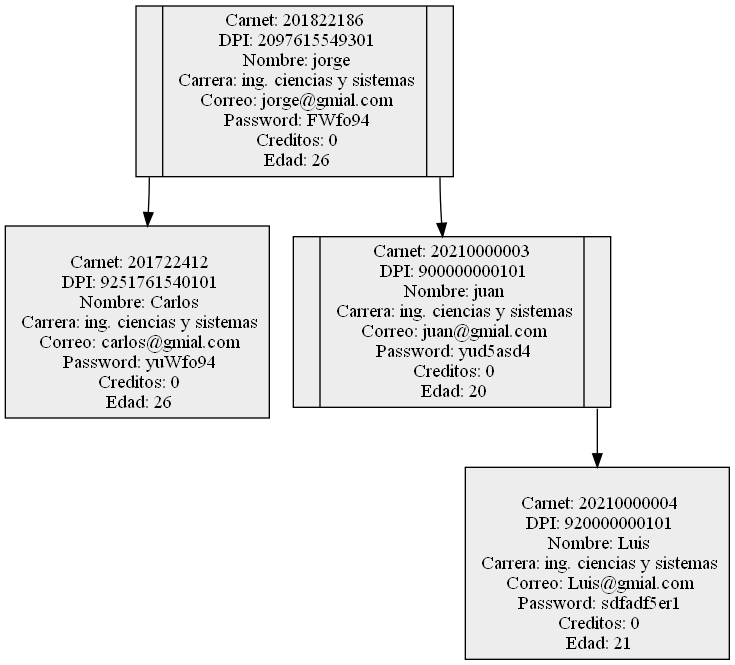 Carnet: 201822186
DPI: 2097615549301
Nombre: jorge
Carrera: ing. ciencias y sistemas
Correo: jorge@gmial.com
Password: FWfo94
Creditos: 0
Edad: 26
Carnet: 201722412
DPI: 9251761540101
Nombre: Carlos
Carrera: ing. ciencias y sistemas
Correo: carlos@gmial.com
Password: yuWfo94
Creditos: 0
Edad: 26
Carnet: 20210000003
DPI: 900000000101
Nombre: juan
Carrera: ing. ciencias y sistemas
Correo: juan@gmial.com
Password: yud5asd4
Creditos: 0
Edad: 20
Carnet: 20210000004
DPI: 920000000101
Nombre: Luis
Carrera: ing. ciencias y sistemas
Correo: Luis@gmial.com
Password: sdfadf5er1
Creditos: 0
Edad: 21